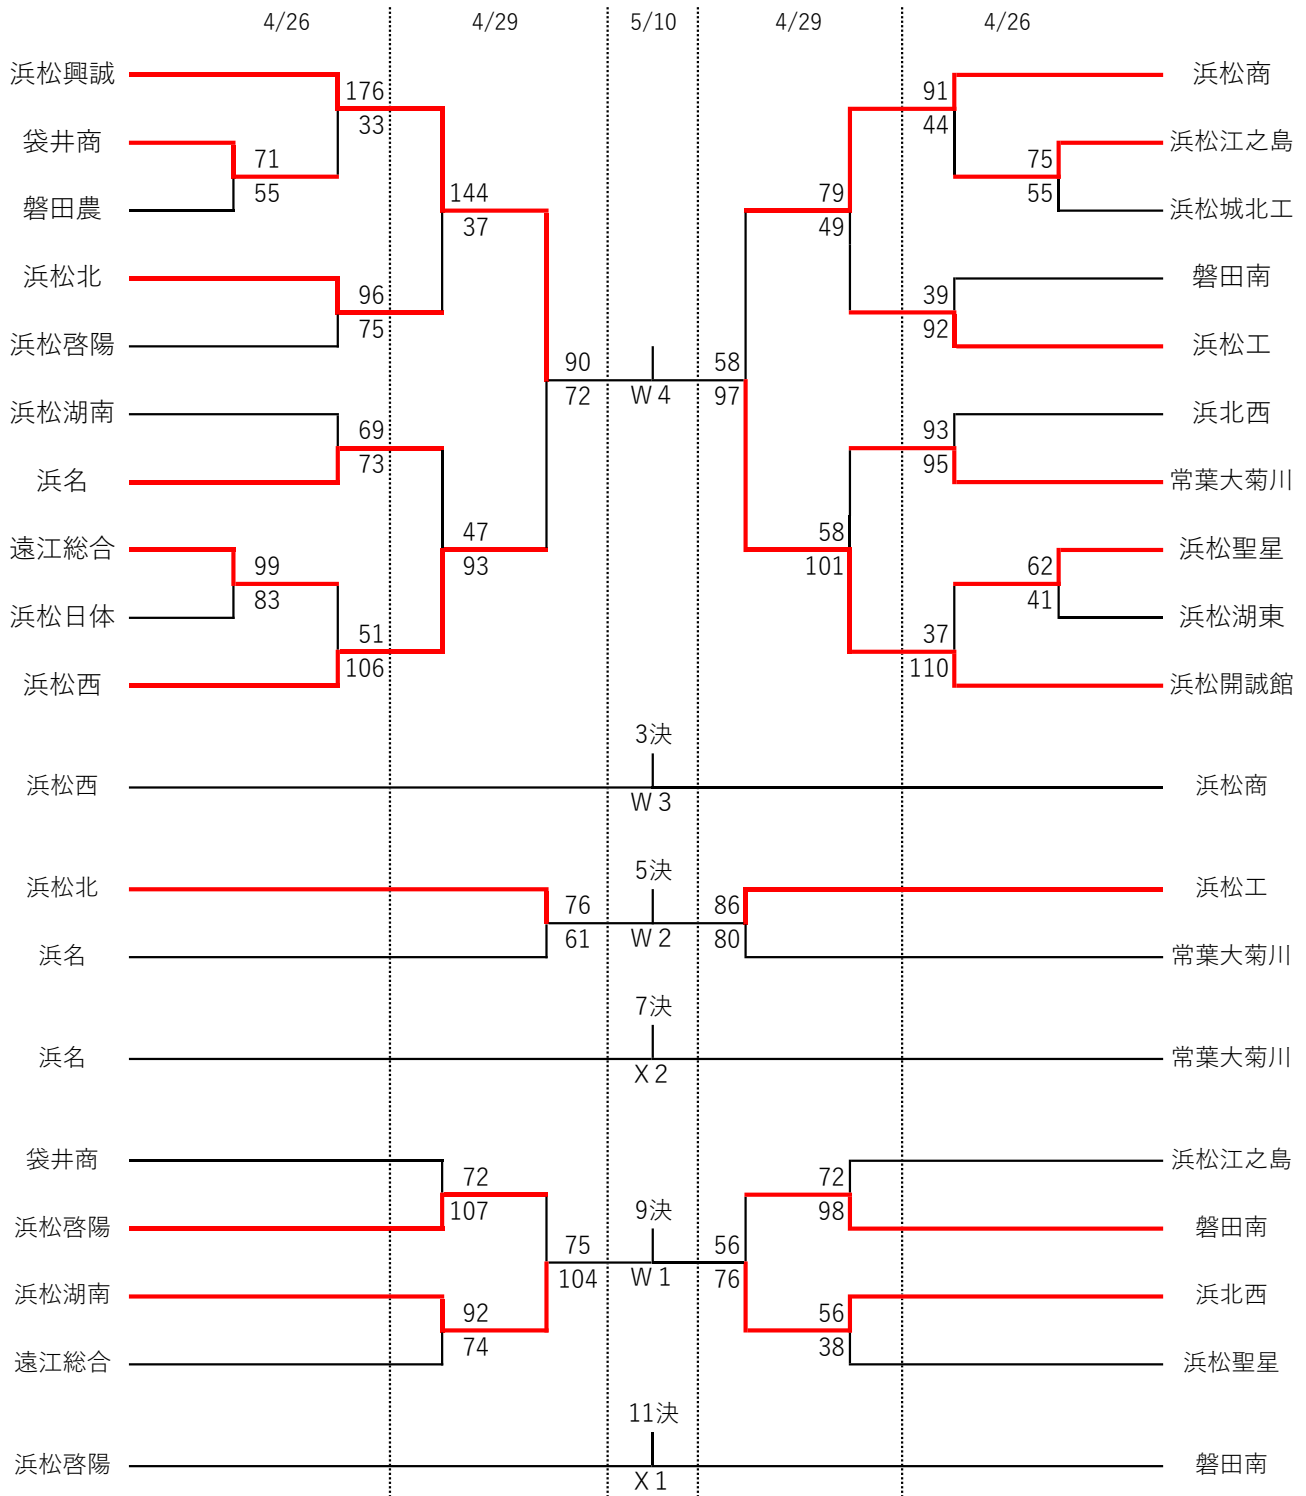 4/26 4/29 5/10 4/29 4/26
浜松興誠 浜松商
176 91
33 44
袋井商 浜松江之島
71 75
55 55
磐田農 浜松城北工
144 79
37 49
浜松北 磐田南
96 39
75 92
浜松啓陽 浜松工
90 58
72 W4 97
浜松湖南 浜北西
69 93
73 95
浜名 常葉大菊川
47 58
遠江総合 浜松聖星
99 93 101 62
83 41
浜松日体 浜松湖東
51 37
106 110
浜松西 浜松開誠館
3決
浜松西 浜松商
W3
5決
浜松北 浜松工
76 86
61 W2 80
浜名 常葉大菊川
7決
浜名 常葉大菊川
X2
袋井商 浜松江之島
72 72
107 9決 98
浜松啓陽 磐田南
75 56
104 W1 76
浜松湖南 浜北西
92 56
74 38
遠江総合 浜松聖星
11決
浜松啓陽 磐田南
X1